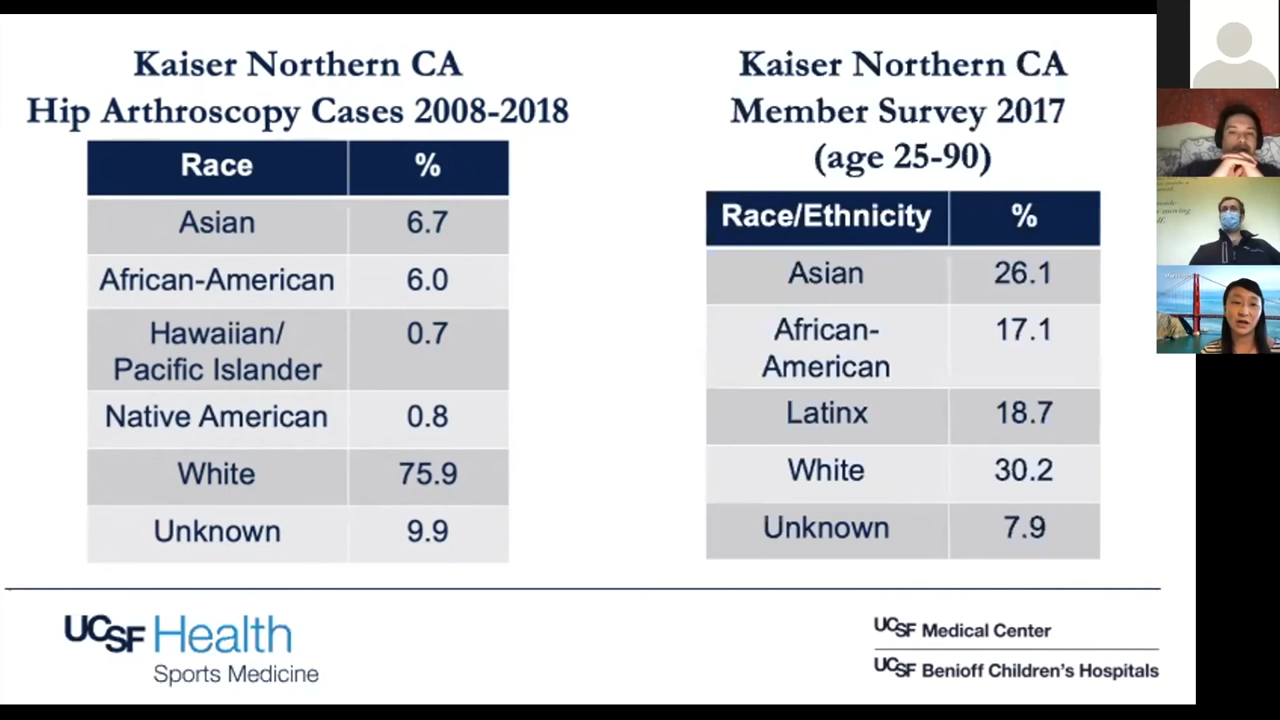 Kaiser Northern CA
Hip Arthroscopy Cases 2008-2018
Race %
Asian 6.7
African-American 6.0
Hawaiian/
Pacific Islander 0.7
Native American 0.8
White 75.9
Unknown 9.9
Kaiser Northern CA
Member Survey 2017
(age 25-90)
Race/Ethnicity %
Asian 26.1
African-
American 17.1
Latinx 18.7
White 30.2
Unknown 7.9
UCSF Health
Sports Medicine
UCSF Medical Center
UCSF Benioff Children's Hospitals